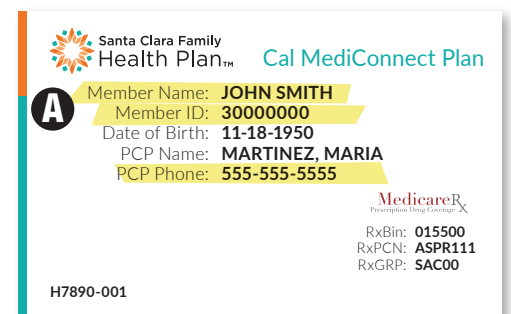 Santa Clara Family
Health Plan™
Cal MediConnect Plan
A
Member Name: JOHN SMITH
Member ID: 30000000
Date of Birth: 11-18-1950
PCP Name: MARTINEZ, MARIA
PCP Phone: 555-555-5555
MedicareRx
Prescription Drug Coverage
RxBin: 015500
RxPCN: ASPR111
RxGRP: SAC00
H7890-001